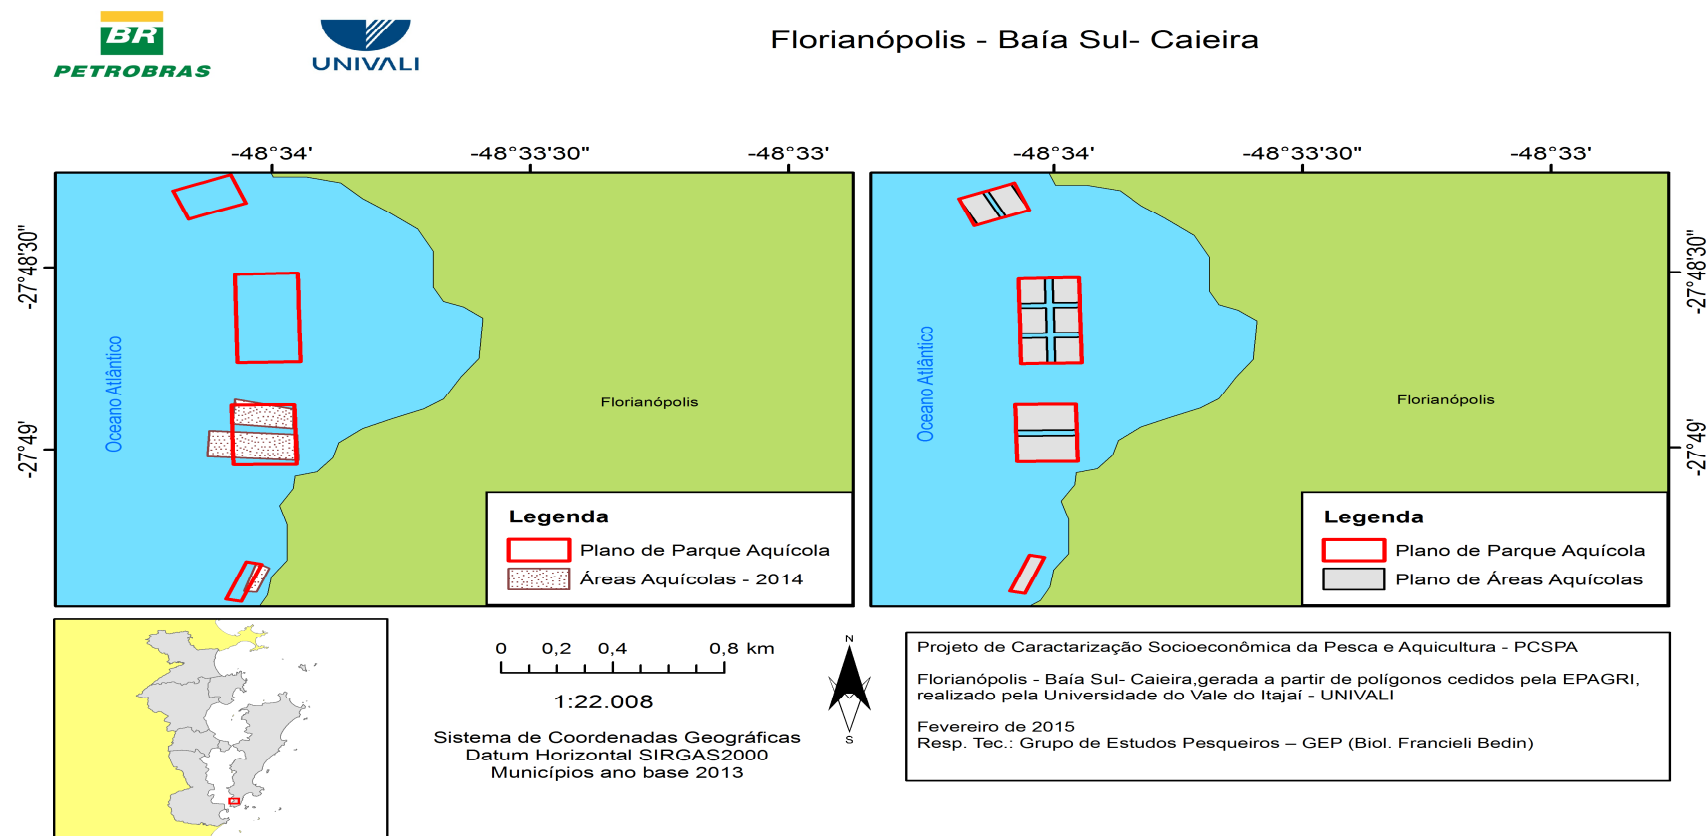 BR
PETROBRAS
UNIVALI
Florianópolis - Baía Sul- Caieira
-48°34'
-48°33'30"
-48°33'
-27°48'30"
-27°49'
Oceano Atlântico
Florianópolis
Legenda
Plano de Parque Aquícola
Áreas Aquícolas - 2014
-48°34'
-48°33'30"
-48°33'
-27°48'30"
-27°49'
Oceano Atlântico
Florianópolis
Legenda
Plano de Parque Aquícola
Plano de Áreas Aquícolas
0 0,2 0,4 0,8 km
1:22.008
Sistema de Coordenadas Geográficas
Datum Horizontal SIRGAS2000
Municípios ano base 2013
N
S
Projeto de Caractarização Socioeconômica da Pesca e Aquicultura - PCSPA
Florianópolis - Baía Sul- Caieira,gerada a partir de polígonos cedidos pela EPAGRI,
realizado pela Universidade do Vale do Itajaí - UNIVALI
Fevereiro de 2015
Resp. Tec.: Grupo de Estudos Pesqueiros – GEP (Biol. Francieli Bedin)